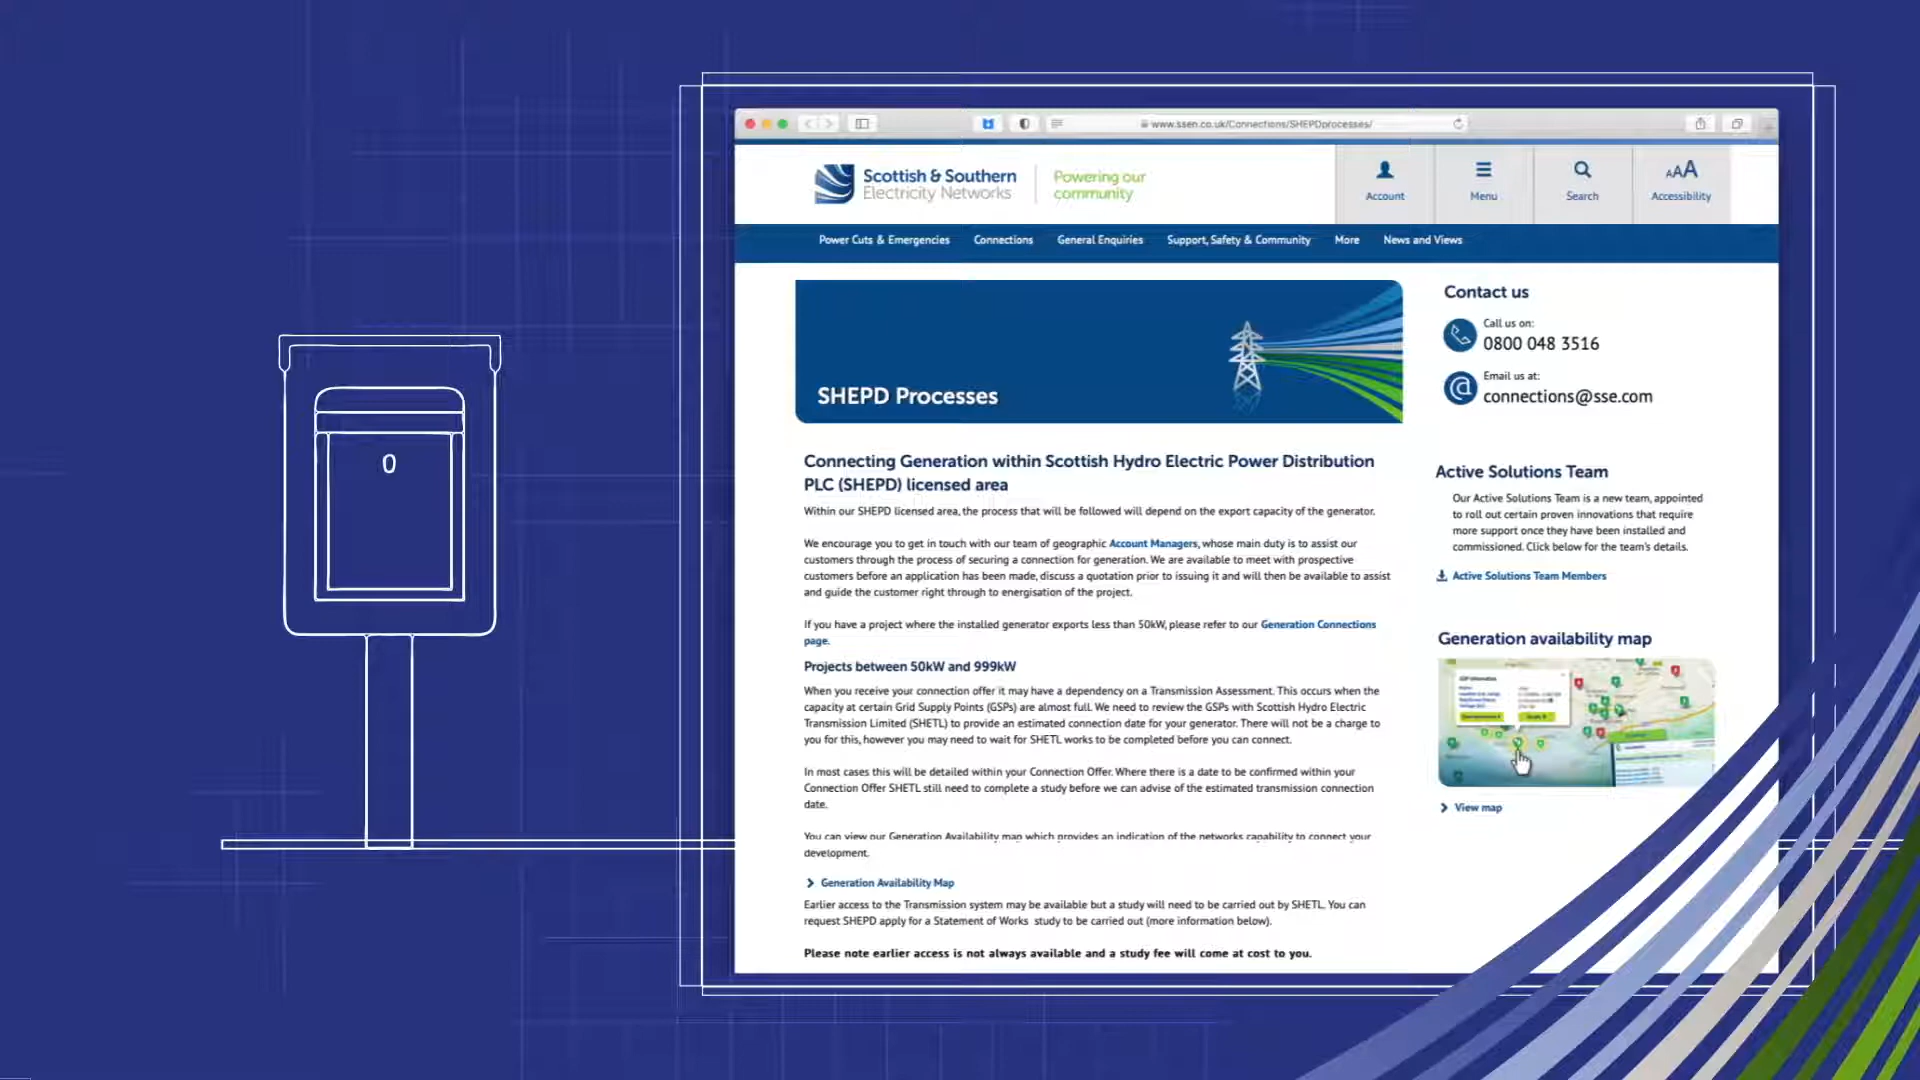 www.ssen.co.uk/Connections/SHEPDprocesses/
Scottish & Southern
Electricity Networks
Powering our
community
Account
Menu
Search
AAA
Accessibility
Power Cuts & Emergencies
Connections
General Enquiries
Support, Safety & Community
More
News and Views
SHEPD Processes
Connecting Generation within Scottish Hydro Electric Power Distribution
PLC (SHEPD) licensed area
Within our SHEPD licensed area, the process that will be followed will depend on the export capacity of the generator.
We encourage you to get in touch with our team of geographic Account Managers, whose main duty is to assist our
customers through the process of securing a connection for generation. We are available to meet with prospective
customers before an application has been made, discuss a quotation prior to issuing it and will then be available to assist
and guide the customer right through to energisation of the project.
If you have a project where the installed generator exports less than 50kW, please refer to our Generation Connections
page.
Projects between 50kW and 999kW
When you receive your connection offer it may have a dependency on a Transmission Assessment. This occurs when the
capacity at certain Grid Supply Points (GSPs) are almost full. We need to review the GSPs with Scottish Hydro Electric
Transmission Limited (SHETL) to provide an estimated connection date for your generator. There will not be a charge to
you for this, however you may need to wait for SHETL works to be completed before you can connect.
In most cases this will be detailed within your Connection Offer. Where there is a date to be confirmed within your
Connection Offer SHETL still need to complete a study before we can advise of the estimated transmission connection
date.
You can view our Generation Availability map which provides an indication of the networks capability to connect your
development.
Generation Availability Map
Earlier access to the Transmission system may be available but a study will need to be carried out by SHETL. You can
request SHEPD apply for a Statement of Works study to be carried out (more information below).
Please note earlier access is not always available and a study fee will come at cost to you.
Contact us
Call us on:
0800 048 3516
Email us at:
connections@sse.com
Active Solutions Team
Our Active Solutions Team is a new team, appointed
to roll out certain proven innovations that require
more support once they have been installed and
commissioned. Click below for the team's details.
Active Solutions Team Members
Generation availability map
View map